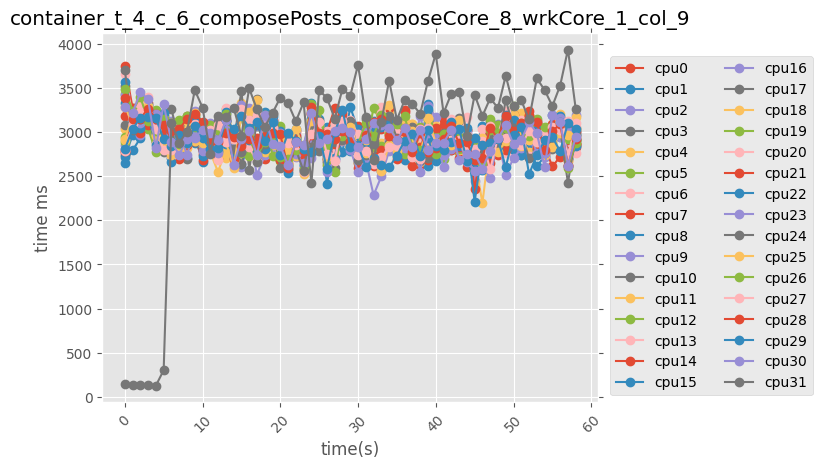 container_t_4_c_6_composePosts_composeCore_8_wrkCore_1_col_9
4000
3500
3000
2500
2000
1500
1000
500
0
time ms
0
10
20
30
40
50
60
time(s)
cpu0
cpu1
cpu2
cpu3
cpu4
cpu5
cpu6
cpu7
cpu8
cpu9
cpu10
cpu11
cpu12
cpu13
cpu14
cpu15
cpu16
cpu17
cpu18
cpu19
cpu20
cpu21
cpu22
cpu23
cpu24
cpu25
cpu26
cpu27
cpu28
cpu29
cpu30
cpu31